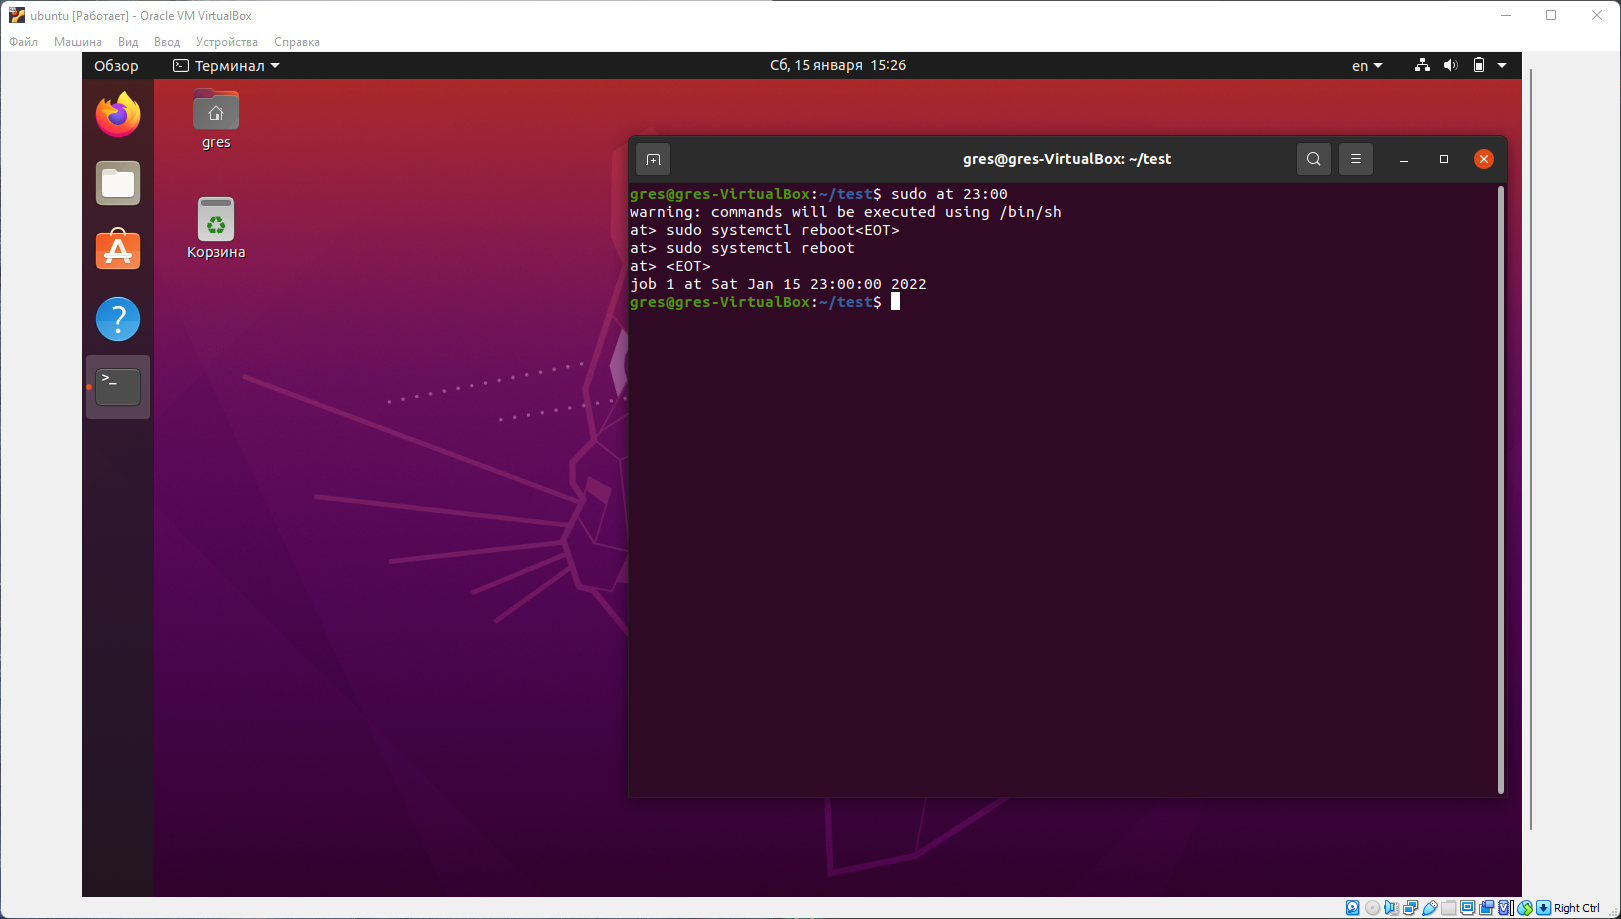 ubuntu [Работает] - Oracle VM VirtualBox
Файл Машина Вид Ввод Устройства Справка
Обзор Терминал Сб, 15 января 15:26 en
gres
Корзина
gres@gres-VirtualBox: ~/test
gres@gres-VirtualBox:~/test$ sudo at 23:00
warning: commands will be executed using /bin/sh
at> sudo systemctl reboot<EOT>
at> sudo systemctl reboot
at> <EOT>
job 1 at Sat Jan 15 23:00:00 2022
gres@gres-VirtualBox:~/test$
Right Ctrl